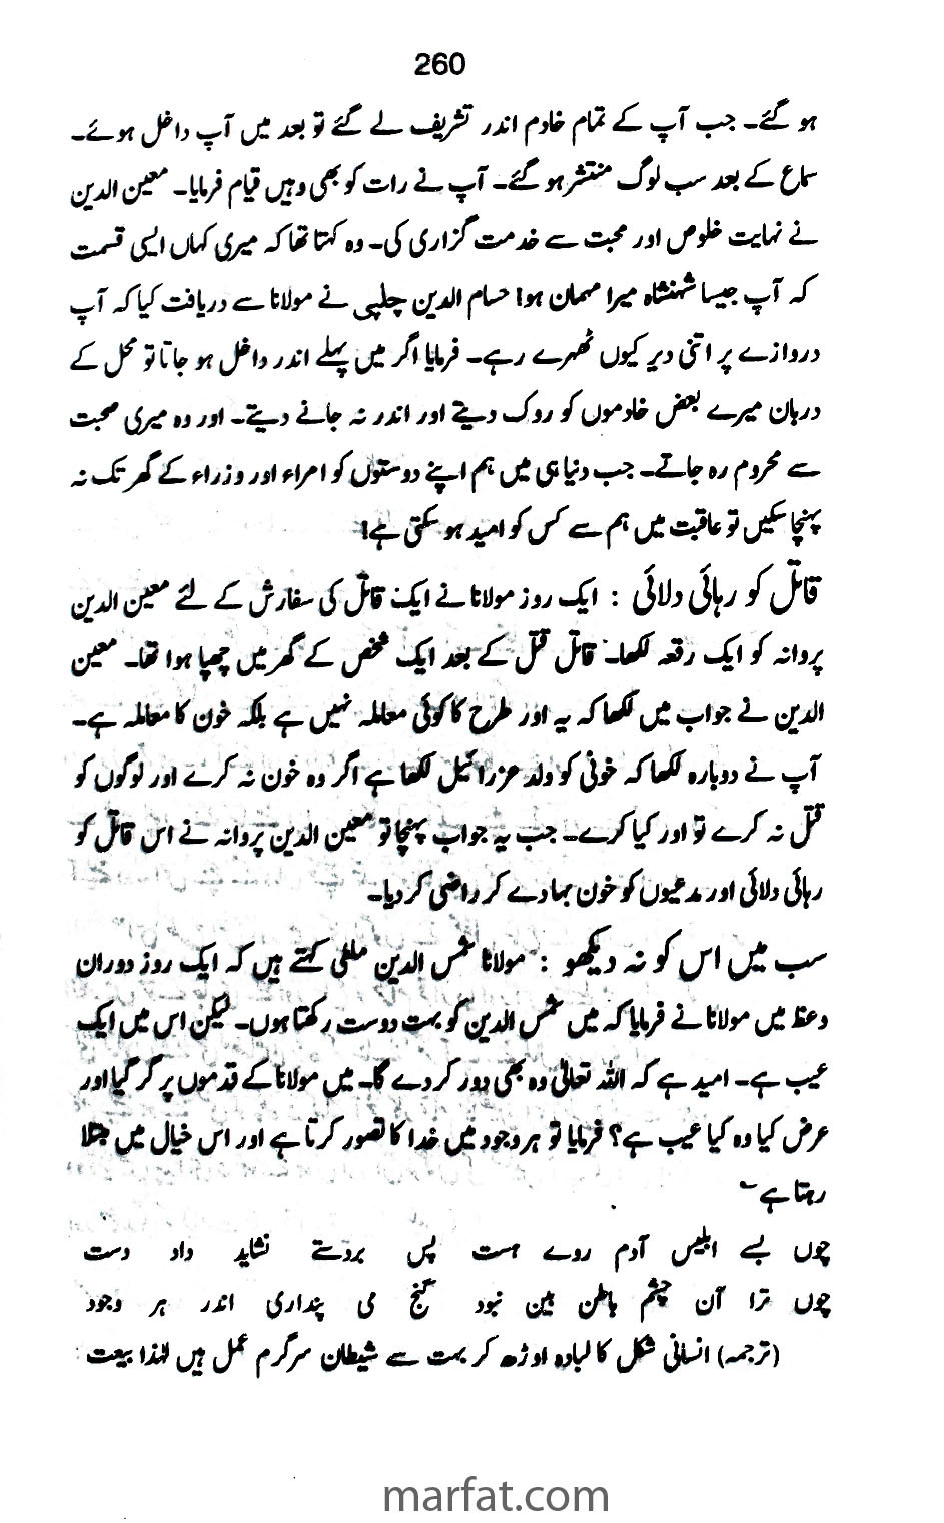 260
ہو گئے۔ جب آپ کے تمام خادم اندر تشریف لے گئے تو بعد میں آپ داخل ہوئے۔
سماع کے بعد سب لوگ منتشر ہو گئے۔ آپ نے رات کو بھی وہیں قیام فرمایا۔ معین الدین
نے نہایت خلوص اور محبت سے خدمت گزاری کی۔ وہ کہتا تھا کہ میری کہاں ایسی قسمت
کہ آپ جیسا شہنشاہ میرا مہمان ہو! حسام الدین چلپی نے مولانا سے دریافت کیا کہ آپ
دروازے پر اتنی دیر کیوں ٹھہرے رہے۔ فرمایا اگر میں پہلے اندر داخل ہو جاتا تو محل کے
دربان میرے بعض خادموں کو روک دیتے اور اندر نہ جانے دیتے۔ اور وہ میری صحبت
سے محروم رہ جاتے۔ جب دنیا ہی میں ہم اپنے دوستوں کو امراء اور وزراء کے گھر تک نہ
پہنچا سکیں تو عاقبت میں ہم سے کس کو امید ہو سکتی ہے!
قاتل کو رہائی دلائی : ایک روز مولانا نے ایک قاتل کی سفارش کے لئے معین الدین
پروانہ کو ایک رقعہ لکھا۔ قاتل قتل کے بعد ایک شخص کے گھر میں چھپا ہوا تھا۔ معین
الدین نے جواب میں لکھا کہ یہ اور طرح کا کوئی معاملہ نہیں ہے بلکہ خون کا معاملہ ہے۔
آپ نے دوبارہ لکھا کہ خونی کو ولد عزرائیل لکھا ہے اگر وہ خون نہ کرے اور لوگوں کو
قتل نہ کرے تو اور کیا کرے۔ جب یہ جواب پہنچا تو معین الدین پروانہ نے اس قاتل کو
رہائی دلائی اور مدعیوں کو خون بہا دے کر راضی کر دیا۔
سب میں اس کو نہ دیکھو : مولانا شمس الدین ملطی کہتے ہیں کہ ایک روز دوران
وعظ میں مولانا نے فرمایا کہ میں شمس الدین کو بہت دوست رکھتا ہوں۔ لیکن اس میں ایک
عیب ہے۔ امید ہے کہ اللہ تعالیٰ وہ بھی دور کر دے گا۔ میں مولانا کے قدموں پر گر گیا اور
عرض کیا وہ کیا عیب ہے؟ فرمایا تو ہر وجود میں خدا کا تصور کرتا ہے اور اس خیال میں مبتلا
رہتا ہے ؎
چوں بسے ابلیس آدم روے ہست پس بردستے نشاید داد دست
چوں ترا آن چشم باطن بین نبود گنج می پنداری اندر ہر وجود
(ترجمہ) انسانی شکل کا لبادہ اوڑھ کر بہت سے شیطان سرگرم عمل ہیں لہٰذا بیعت
marfat.com